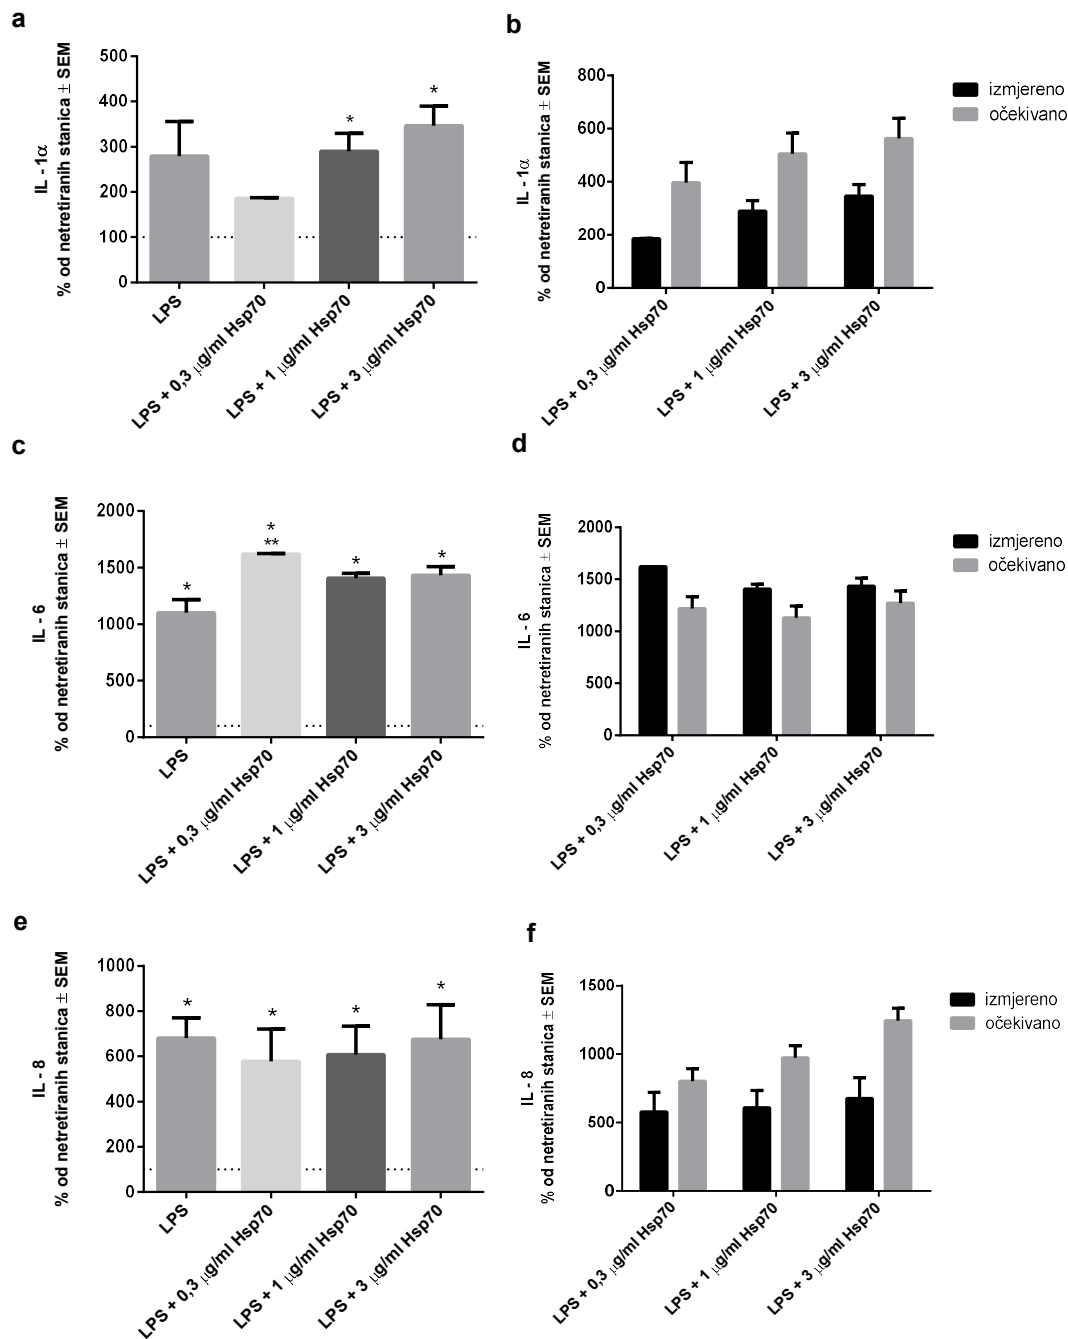 a
IL - 1α
% od netretiranih stanica ± SEM
500
400
300
200
100
0
*
*
LPS
LPS + 0,3 μg/ml Hsp70
LPS + 1 μg/ml Hsp70
LPS + 3 μg/ml Hsp70
b
IL - 1α
% od netretiranih stanica ± SEM
800
600
400
200
0
izmjereno
očekivano
LPS + 0,3 μg/ml Hsp70
LPS + 1 μg/ml Hsp70
LPS + 3 μg/ml Hsp70
c
IL - 6
% od netretiranih stanica ± SEM
2000
1500
1000
500
0
*
*
**
*
*
LPS
LPS + 0,3 μg/ml Hsp70
LPS + 1 μg/ml Hsp70
LPS + 3 μg/ml Hsp70
d
IL - 6
% od netretiranih stanica ± SEM
2000
1500
1000
500
0
izmjereno
očekivano
LPS + 0,3 μg/ml Hsp70
LPS + 1 μg/ml Hsp70
LPS + 3 μg/ml Hsp70
e
IL - 8
% od netretiranih stanica ± SEM
1000
800
600
400
200
0
*
*
*
*
LPS
LPS + 0,3 μg/ml Hsp70
LPS + 1 μg/ml Hsp70
LPS + 3 μg/ml Hsp70
f
IL - 8
% od netretiranih stanica ± SEM
1500
1000
500
0
izmjereno
očekivano
LPS + 0,3 μg/ml Hsp70
LPS + 1 μg/ml Hsp70
LPS + 3 μg/ml Hsp70